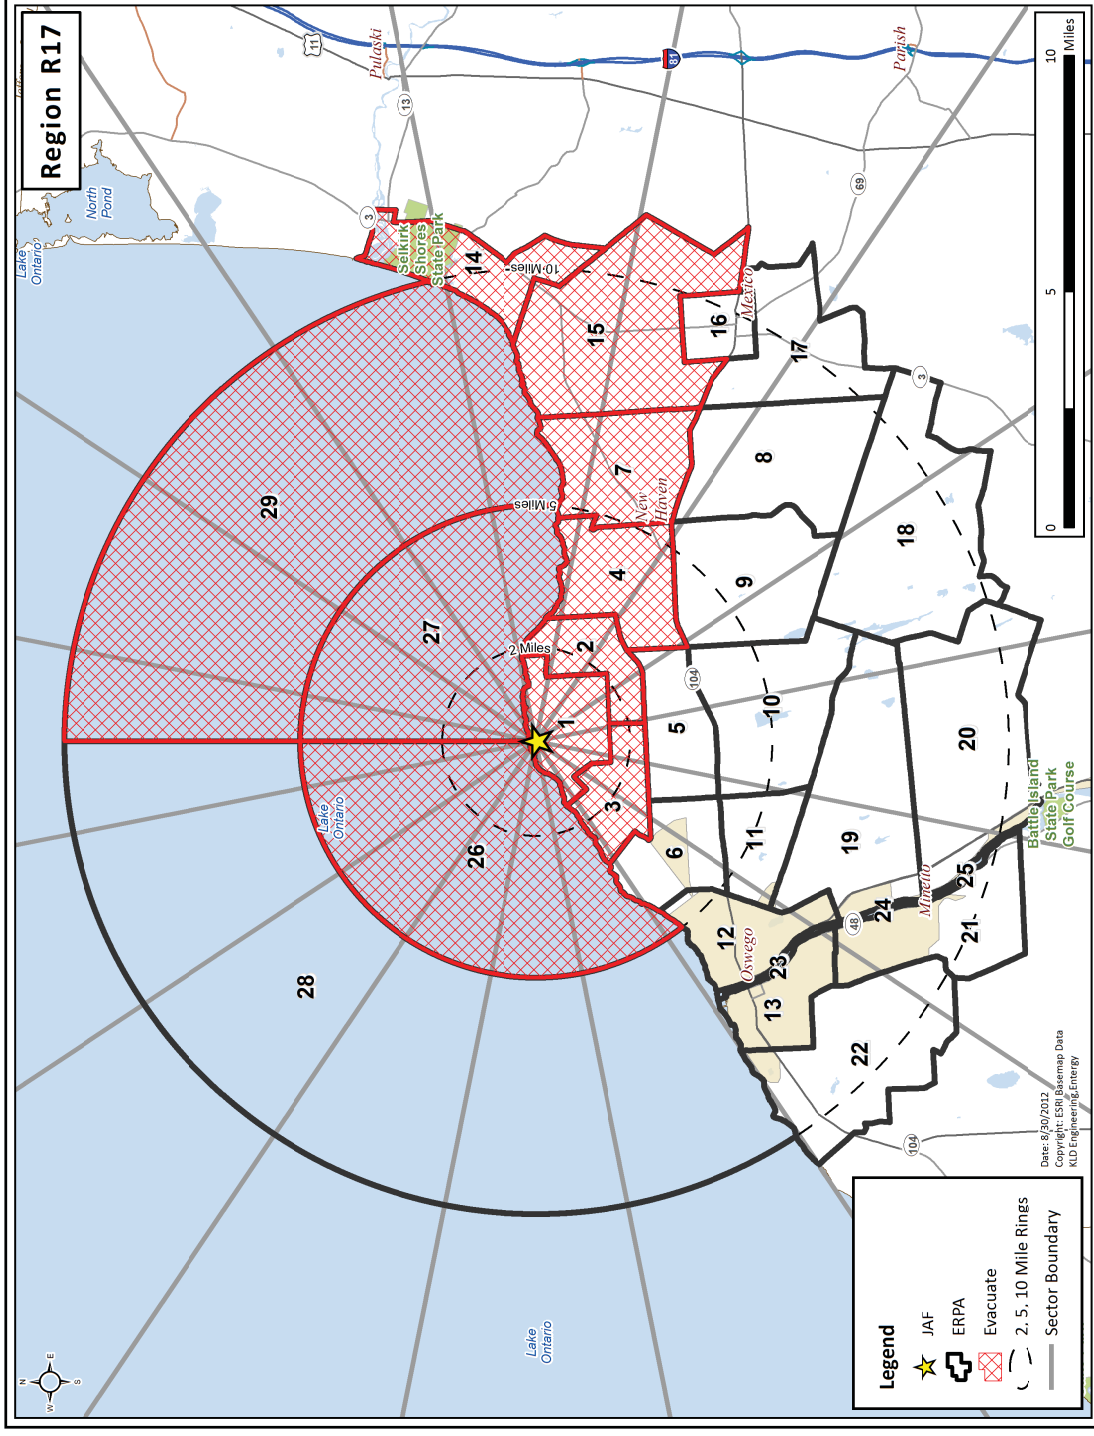 Region R17
N
W
E
S
Lake
Ontario
North
Pond
11
Pulaski
13
81
Parish
3
Selkirk
Shores
State Park
14
10 Miles
69
29
15
16
Mexico
17
3
5 Miles
7
New
Haven
8
27
4
9
18
2 Miles
2
1
104
5
10
20
Lake
Ontario
26
3
6
11
19
Battle Island
State Park
Golf Course
28
12
Oswego
23
13
48
24
Minetto
25
21
22
104
Lake
Ontario
0
5
10
Miles
Date: 8/30/2012
Copyright: ESRI Basemap Data
KLD Engineering, Entergy
Legend
JAF
ERPA
Evacuate
2, 5, 10 Mile Rings
Sector Boundary